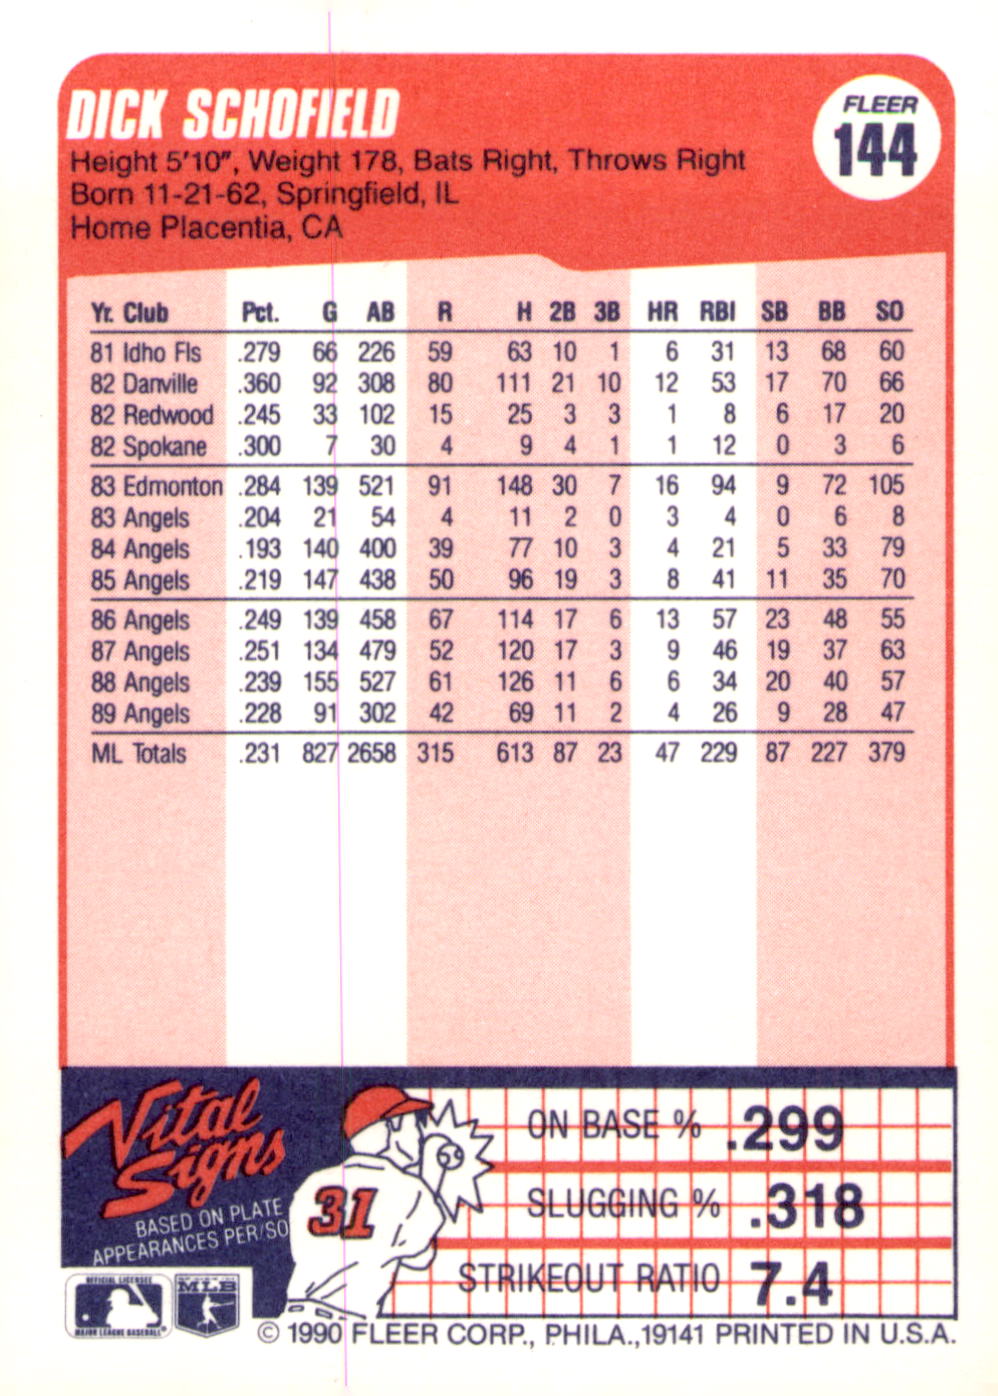 DICK SCHOFIELD
FLEER
144
Height 5'10", Weight 178, Bats Right, Throws Right
Born 11-21-62, Springfield, IL
Home Placentia, CA
Yr. Club Pct. G AB R H 2B 3B HR RBI SB BB SO
81 Idho Fls .279 66 226 59 63 10 1 6 31 13 68 60
82 Danville .360 92 308 80 111 21 10 12 53 17 70 66
82 Redwood .245 33 102 15 25 3 3 1 8 6 17 20
82 Spokane .300 7 30 4 9 4 1 1 12 0 3 6
83 Edmonton .284 139 521 91 148 30 7 16 94 9 72 105
83 Angels .204 21 54 4 11 2 0 3 4 0 6 8
84 Angels .193 140 400 39 77 10 3 4 21 5 33 79
85 Angels .219 147 438 50 96 19 3 8 41 11 35 70
86 Angels .249 139 458 67 114 17 6 13 57 23 48 55
87 Angels .251 134 479 52 120 17 3 9 46 19 37 63
88 Angels .239 155 527 61 126 11 6 6 34 20 40 57
89 Angels .228 91 302 42 69 11 2 4 26 9 28 47
ML Totals .231 827 2658 315 613 87 23 47 229 87 227 379
Vital
Signs
BASED ON PLATE
APPEARANCES PER/SO
31
ON BASE % .299
SLUGGING % .318
STRIKEOUT RATIO 7.4
OFFICIAL LICENSEE
MAJOR LEAGUE BASEBALL
MLB
© 1990 FLEER CORP., PHILA.,19141 PRINTED IN U.S.A.